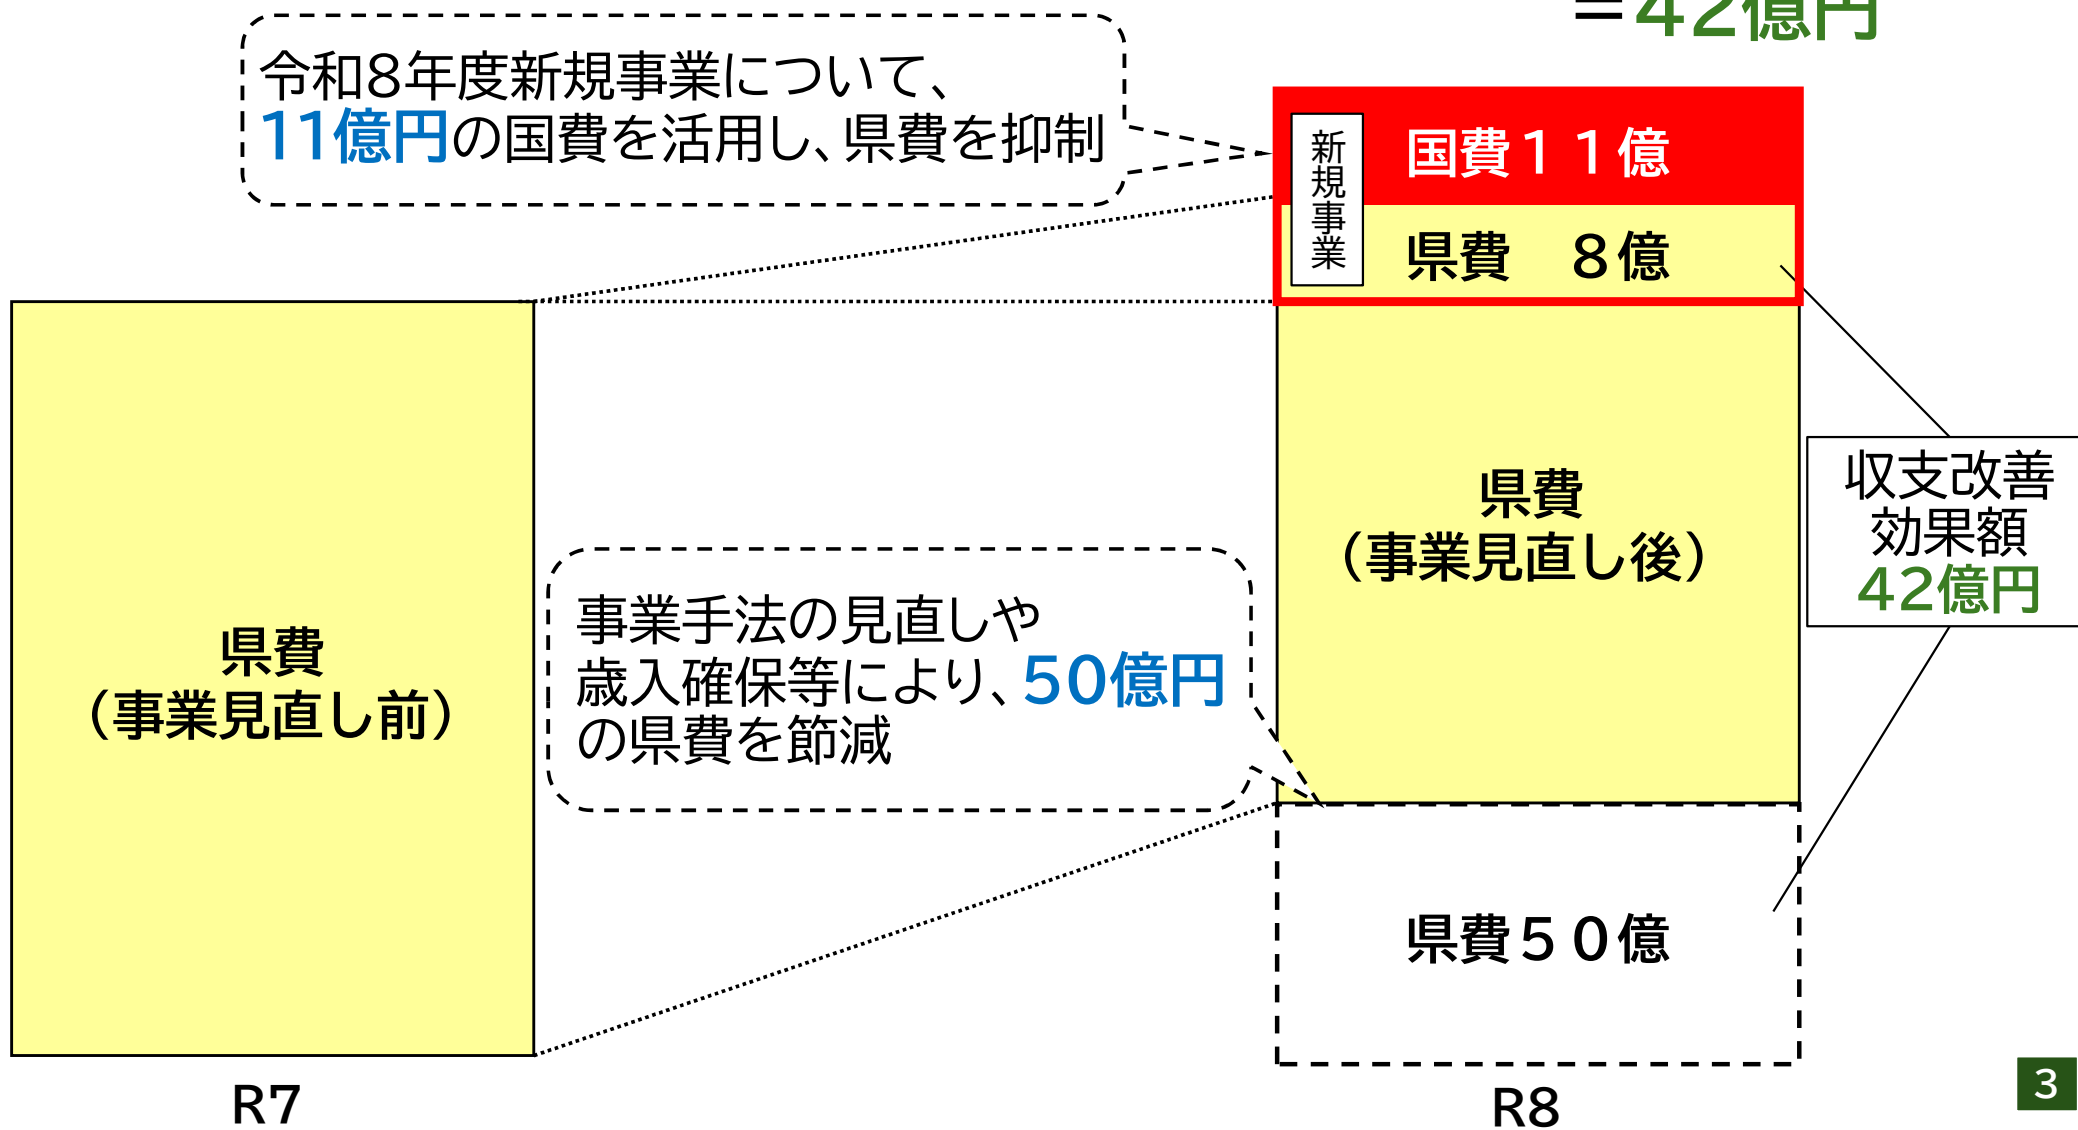 =42億円
令和8年度新規事業について、
11億円の国費を活用し、県費を抑制
新規事業
国費11億
県費　8億
県費
(事業見直し後)
収支改善
効果額
42億円
事業手法の見直しや
歳入確保等により、50億円
の県費を節減
県費
(事業見直し前)
県費50億
R7
R8
3